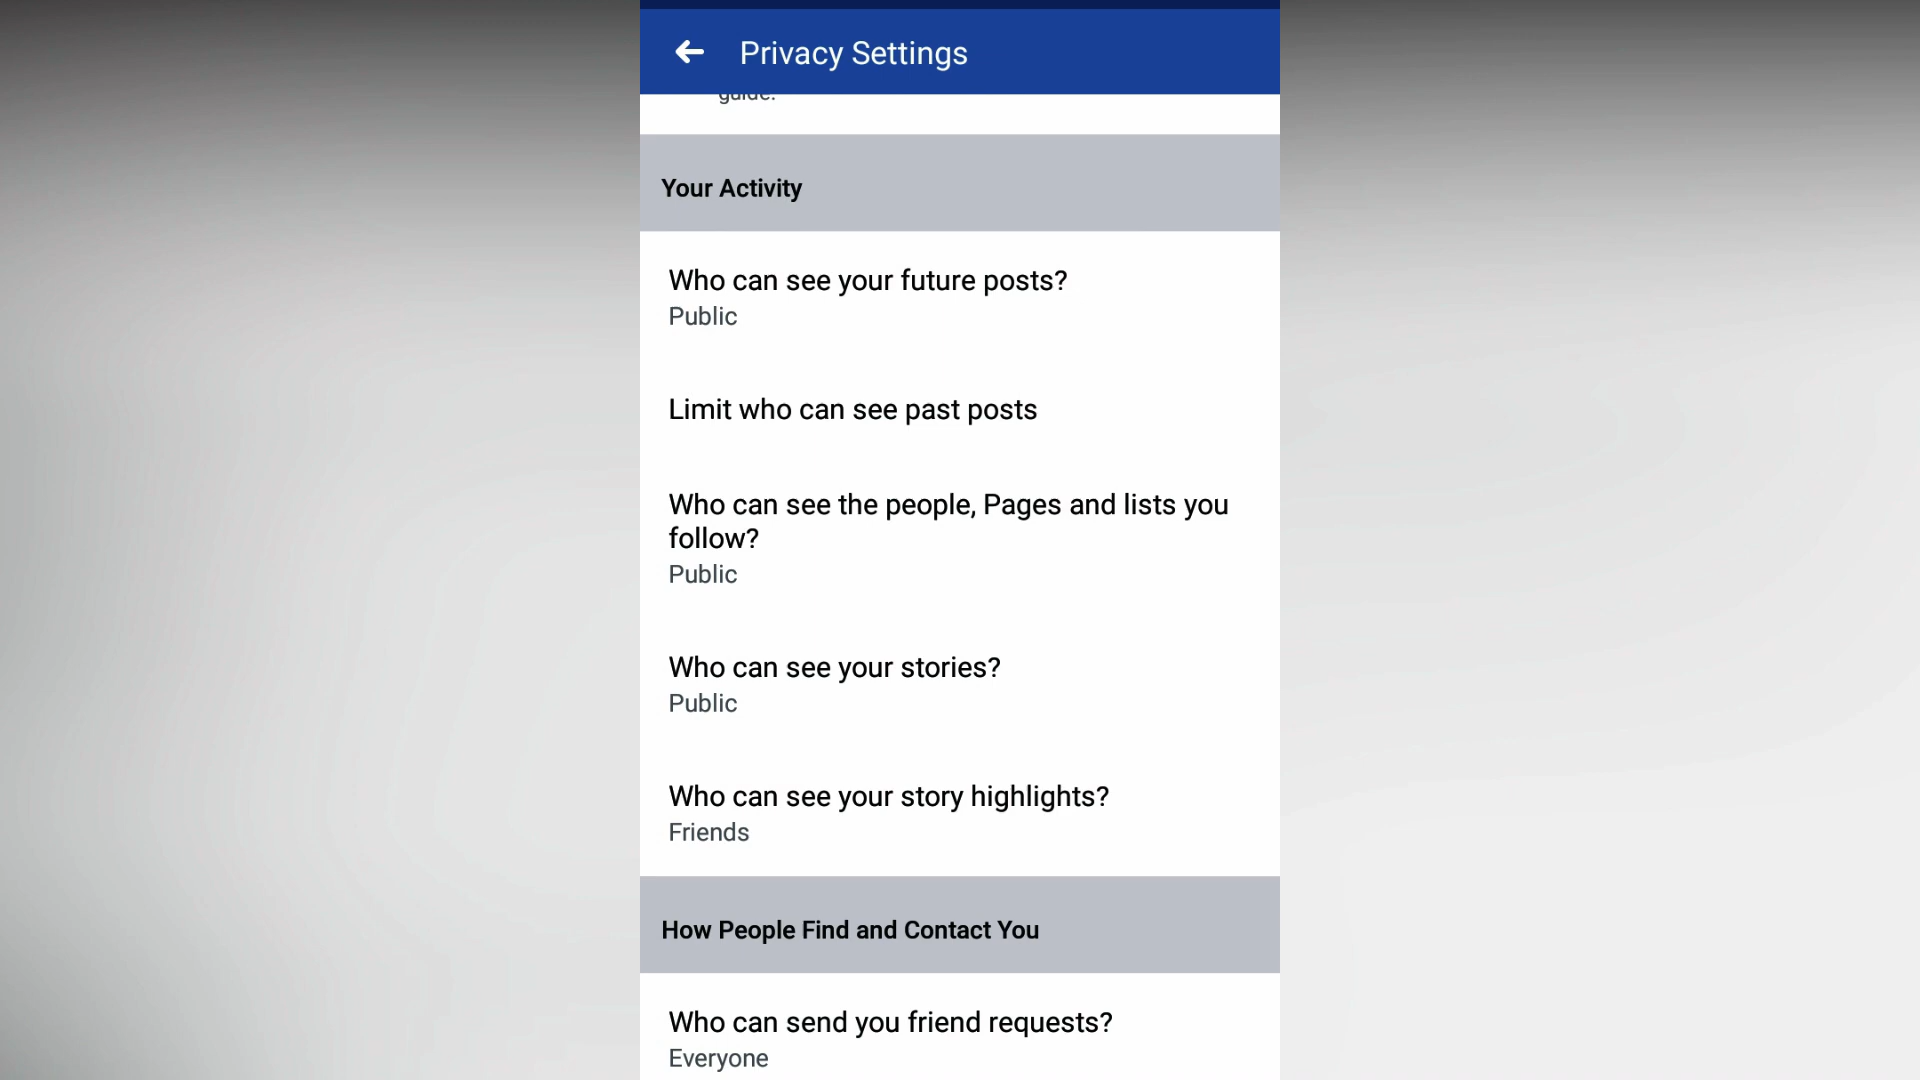 Privacy Settings
guide.
Your Activity
Who can see your future posts?
Public
Limit who can see past posts
Who can see the people, Pages and lists you
follow?
Public
Who can see your stories?
Public
Who can see your story highlights?
Friends
How People Find and Contact You
Who can send you friend requests?
Everyone